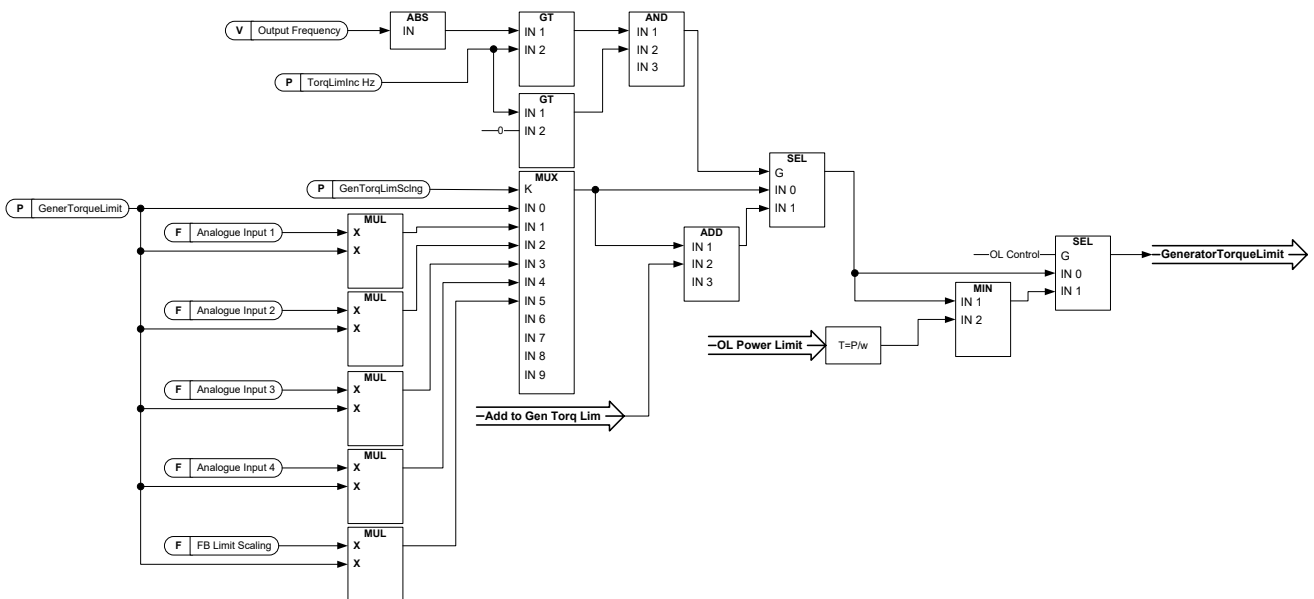 V Output Frequency
ABS
IN
GT
IN 1
IN 2
AND
IN 1
IN 2
IN 3
P TorqLimInc Hz
GT
IN 1
IN 2
0
P GenTorqLimSclng
MUX
K
IN 0
IN 1
IN 2
IN 3
IN 4
IN 5
IN 6
IN 7
IN 8
IN 9
SEL
G
IN 0
IN 1
P GenerTorqueLimit
F Analogue Input 1
MUL
X
X
ADD
IN 1
IN 2
IN 3
OL Control
SEL
G
IN 0
IN 1
GeneratorTorqueLimit
F Analogue Input 2
MUL
X
X
MIN
IN 1
IN 2
OL Power Limit
T=P/w
F Analogue Input 3
MUL
X
X
Add to Gen Torq Lim
F Analogue Input 4
MUL
X
X
F FB Limit Scaling
MUL
X
X